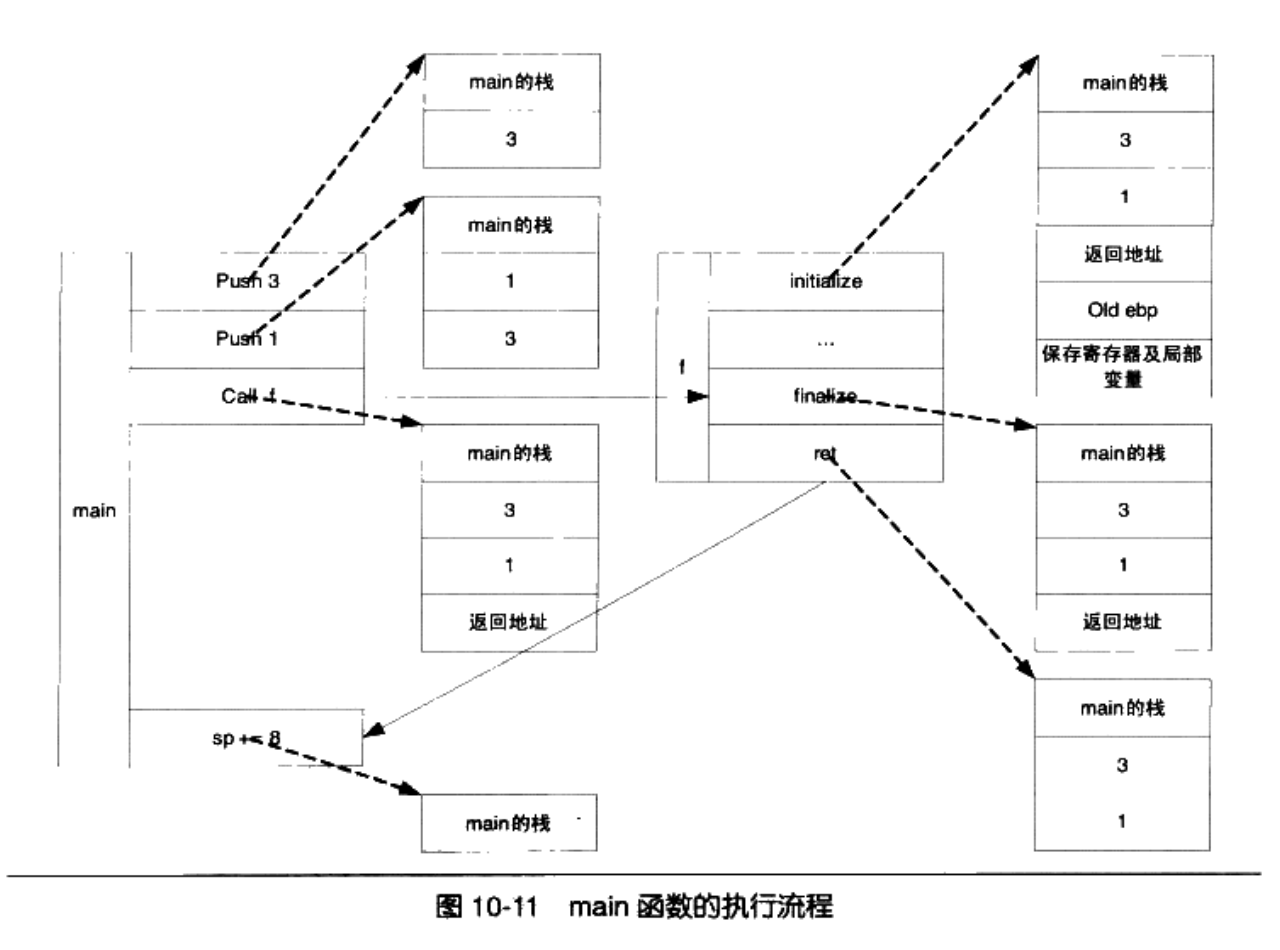 main的栈
3
main的栈
1
3
Push 3
Push 1
Call f
main的栈
3
1
返回地址
main
sp += 8
main的栈
f
initialize
...
finalize
ret
main的栈
3
1
返回地址
Old ebp
保存寄存器及局部
变量
main的栈
3
1
返回地址
main的栈
3
1
图 10-11 main 函数的执行流程